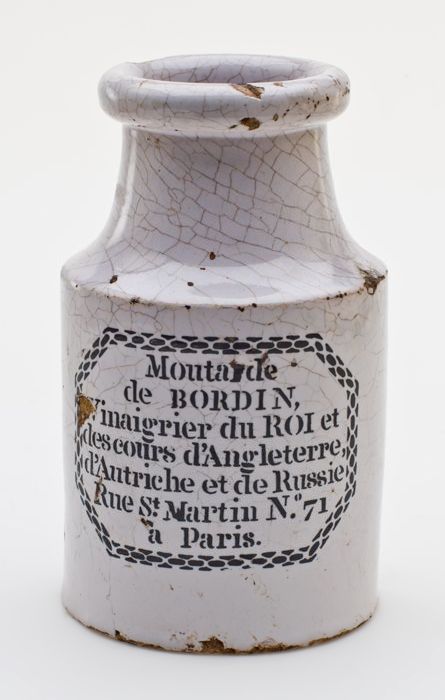 Moutarde
de BORDIN,
Vinaigrier du ROI et
des cours d'Angleterre,
d'Autriche et de Russie
Rue St Martin N.º 71
a Paris.